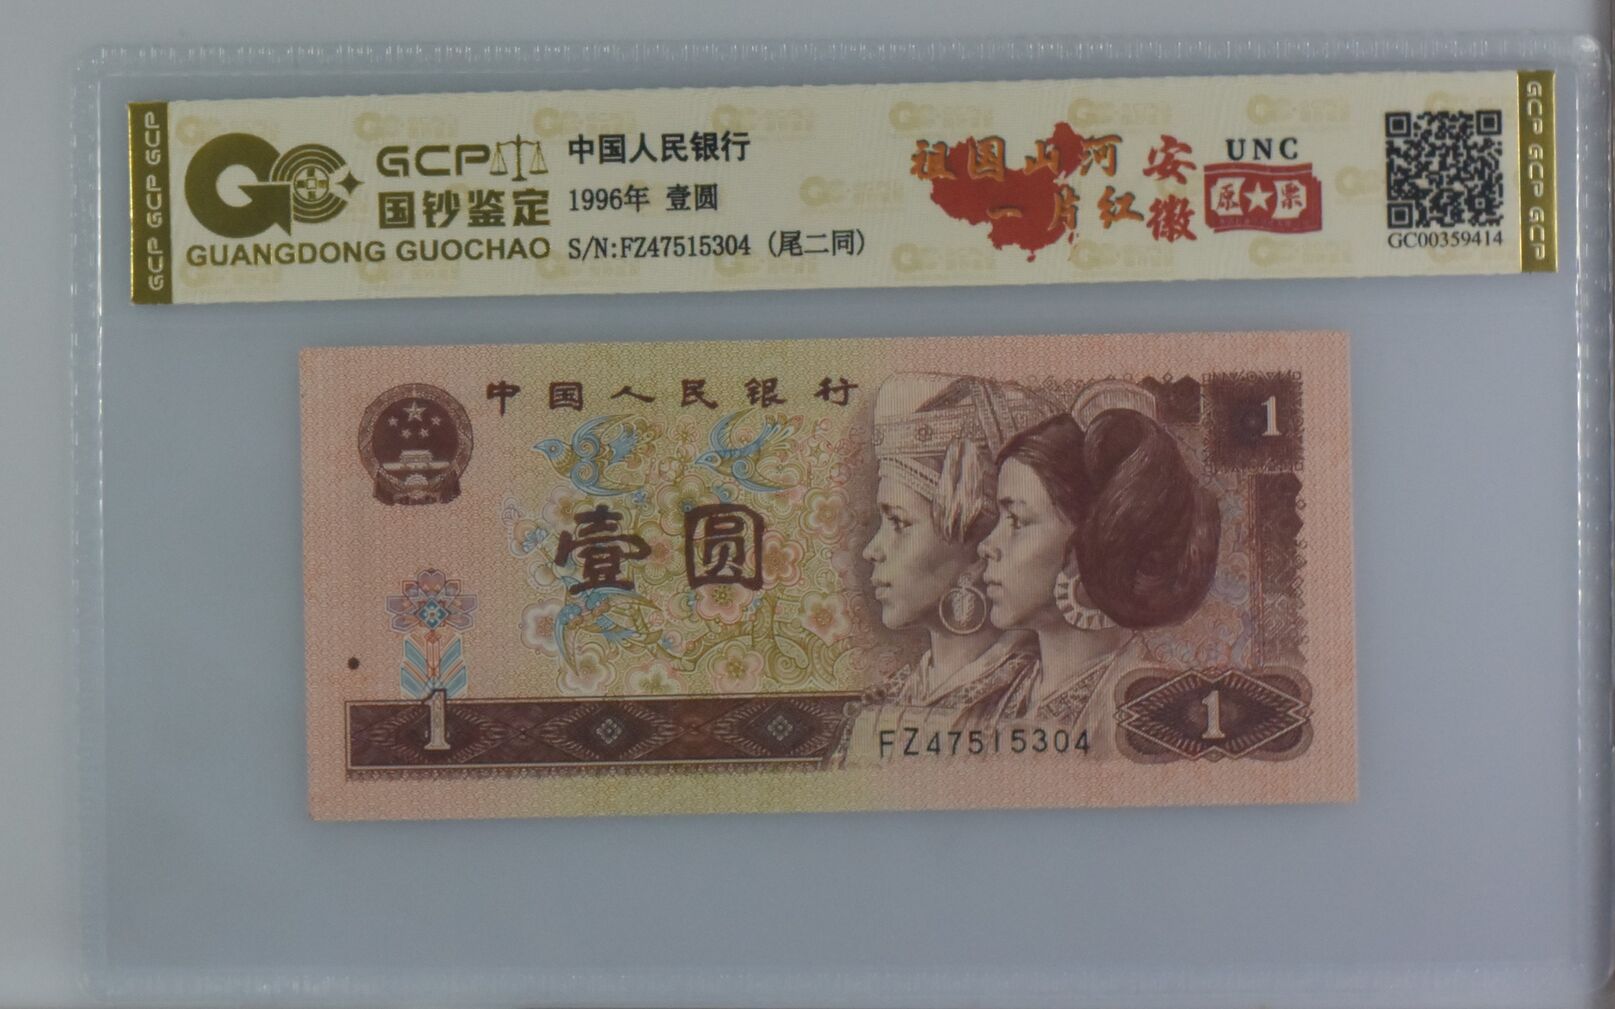 GCP
国钞鉴定
GUANGDONG GUOCHAO
中国人民银行
1996年 壹圆
S/N:FZ47515304 (尾二同)
祖国山河
一片红
安徽
UNC
原票
GC00359414
GCP GCP GCP
GCP GCP GCP
中国人民银行
1
壹圆
1
FZ47515304
1